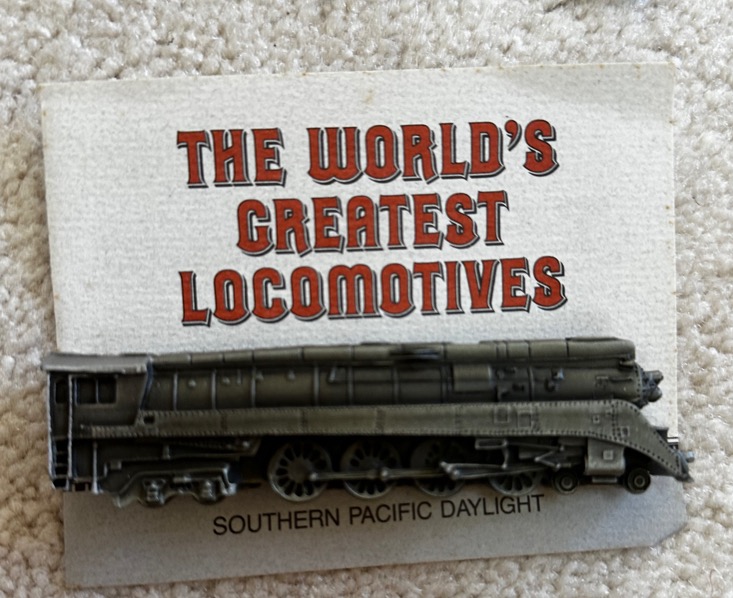 THE WORLD'S
GREATEST
LOCOMOTIVES
SOUTHERN PACIFIC DAYLIGHT